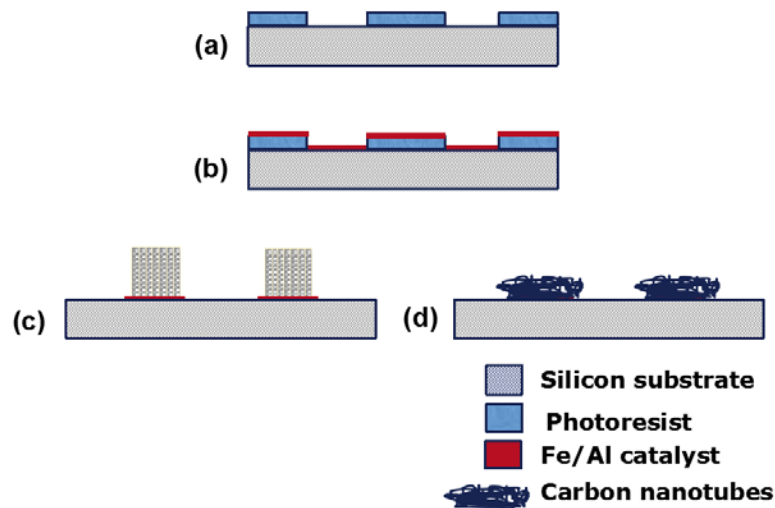 (a)
(b)
(c)
(d)
Silicon substrate
Photoresist
Fe/Al catalyst
Carbon nanotubes